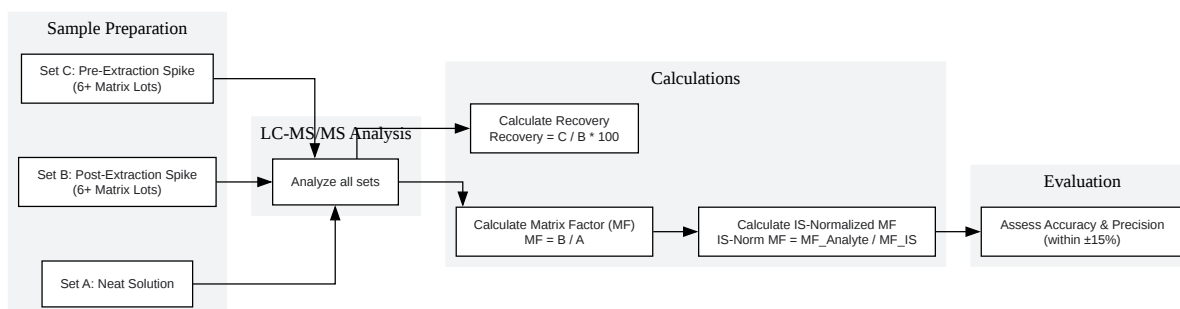 Sample Preparation
Set C: Pre-Extraction Spike
(6+ Matrix Lots)
Set B: Post-Extraction Spike
(6+ Matrix Lots)
Set A: Neat Solution
LC-MS/MS Analysis
Analyze all sets
Calculations
Calculate Recovery
Recovery = C / B * 100
Calculate Matrix Factor (MF)
MF = B / A
Calculate IS-Normalized MF
IS-Norm MF = MF_Analyte / MF_IS
Evaluation
Assess Accuracy & Precision
(within ±15%)